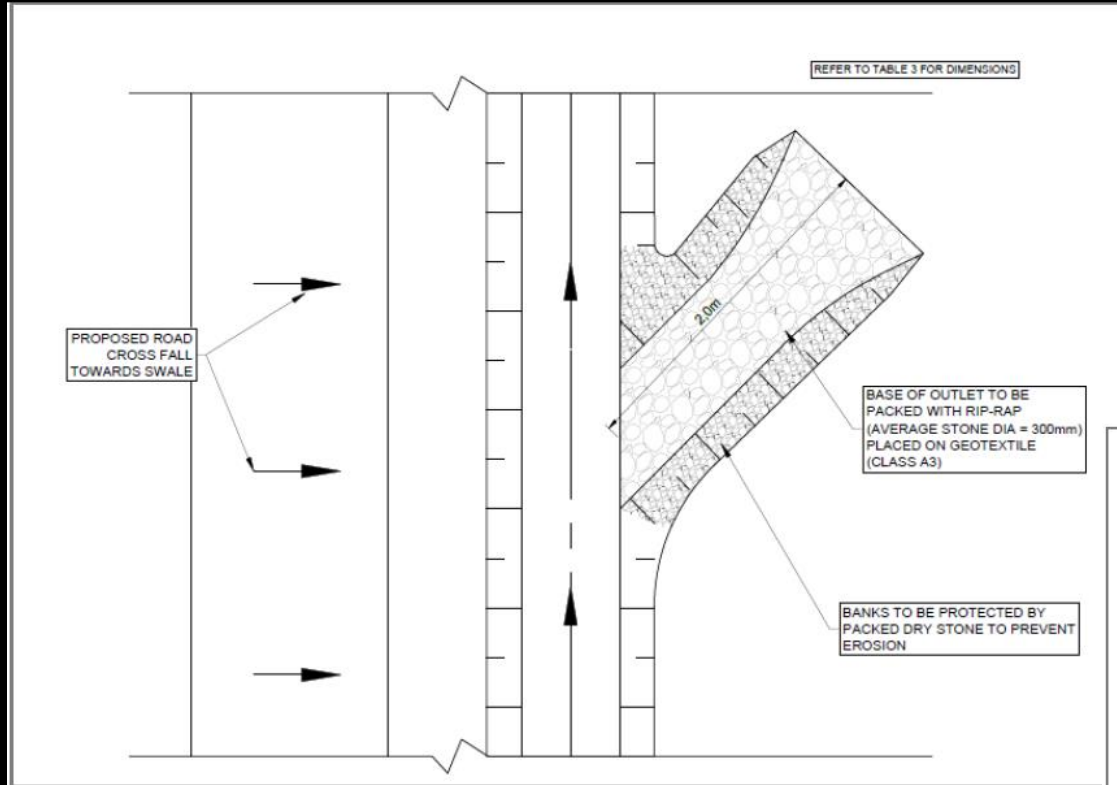 REFER TO TABLE 3 FOR DIMENSIONS
PROPOSED ROAD
CROSS FALL
TOWARDS SWALE
2,0m
BASE OF OUTLET TO BE
PACKED WITH RIP-RAP
(AVERAGE STONE DIA = 300mm)
PLACED ON GEOTEXTILE
(CLASS A3)
BANKS TO BE PROTECTED BY
PACKED DRY STONE TO PREVENT
EROSION